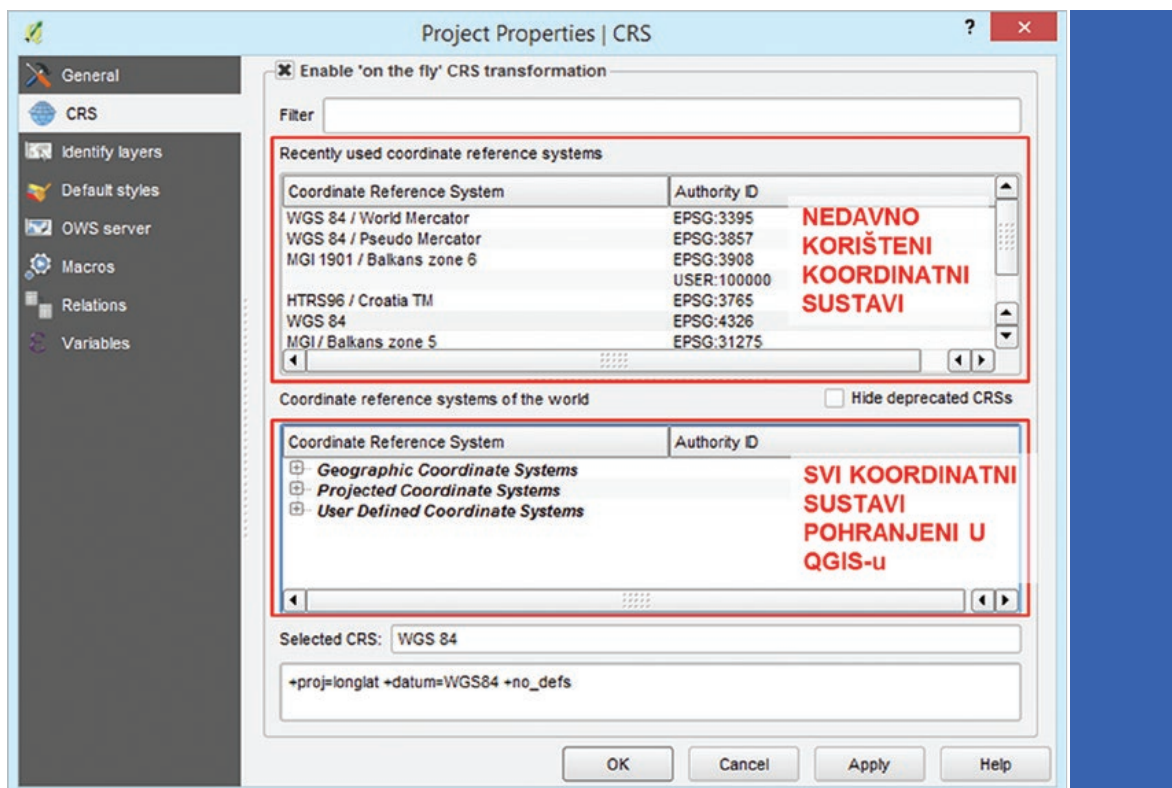 Project Properties | CRS
?
General
CRS
Identify layers
Default styles
OWS server
Macros
Relations
Variables
Enable 'on the fly' CRS transformation
Filter
Recently used coordinate reference systems
Coordinate Reference System Authority ID
WGS 84 / World Mercator EPSG:3395
WGS 84 / Pseudo Mercator EPSG:3857
MGI 1901 / Balkans zone 6 EPSG:3908
USER:100000
HTRS96 / Croatia TM EPSG:3765
WGS 84 EPSG:4326
MGI / Balkans zone 5 EPSG:31275
NEDAVNO
KORIŠTENI
KOORDINATNI
SUSTAVI
Coordinate reference systems of the world
Hide deprecated CRSs
Coordinate Reference System Authority ID
Geographic Coordinate Systems
Projected Coordinate Systems
User Defined Coordinate Systems
SVI KOORDINATNI
SUSTAVI
POHRANJENI U
QGIS-u
Selected CRS: WGS 84
+proj=longlat +datum=WGS84 +no_defs
OK Cancel Apply Help